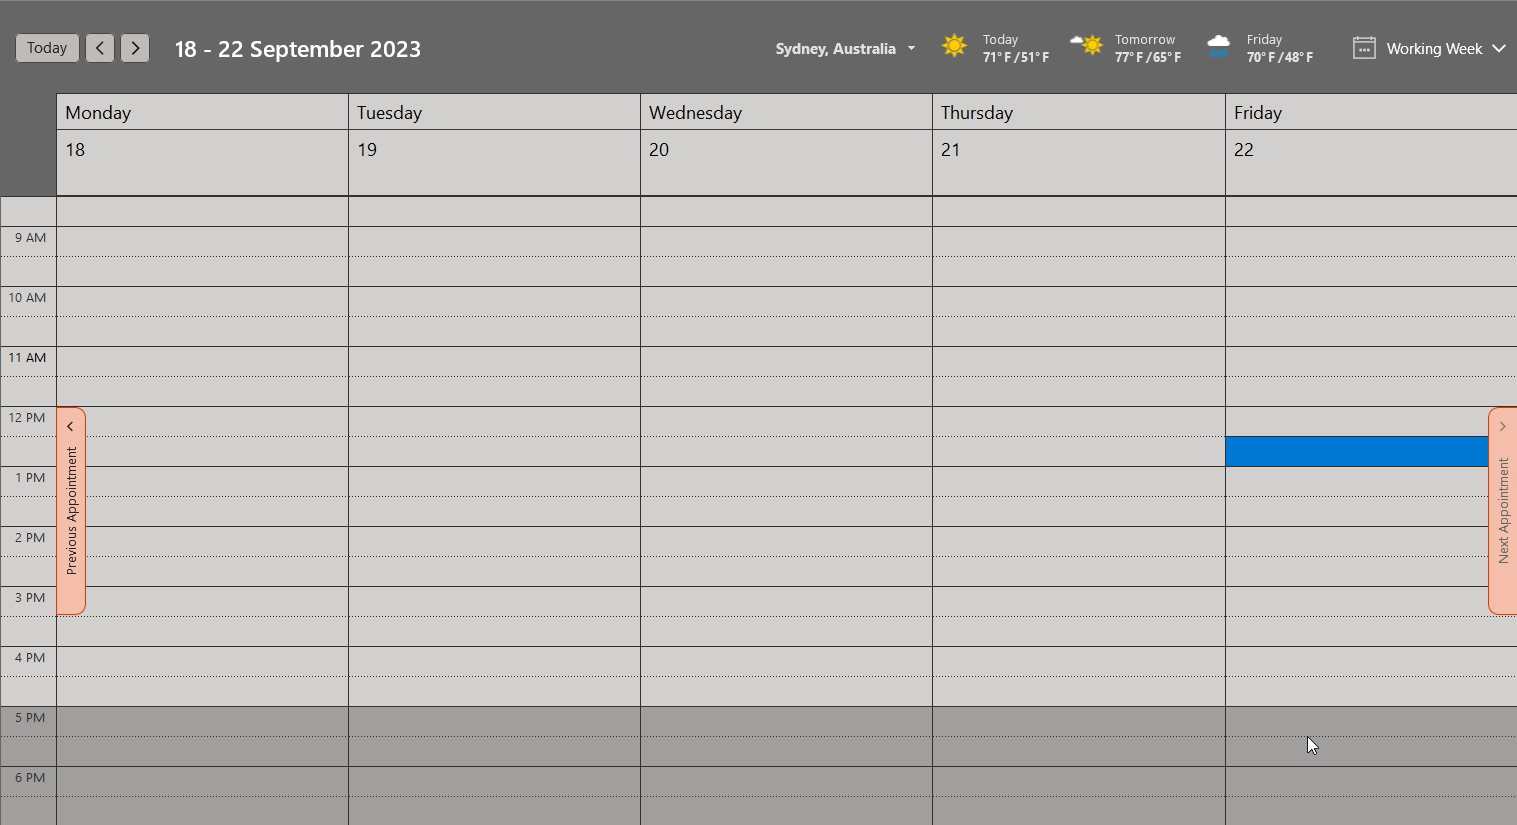 Today
18 - 22 September 2023
Sydney, Australia
Today
71°F/51°F
Tomorrow
77°F/65°F
Friday
70°F/48°F
Working Week
Monday
Tuesday
Wednesday
Thursday
Friday
18
19
20
21
22
9 AM
10 AM
11 AM
12 PM
1 PM
2 PM
3 PM
4 PM
5 PM
6 PM
Previous Appointment
Next Appointment